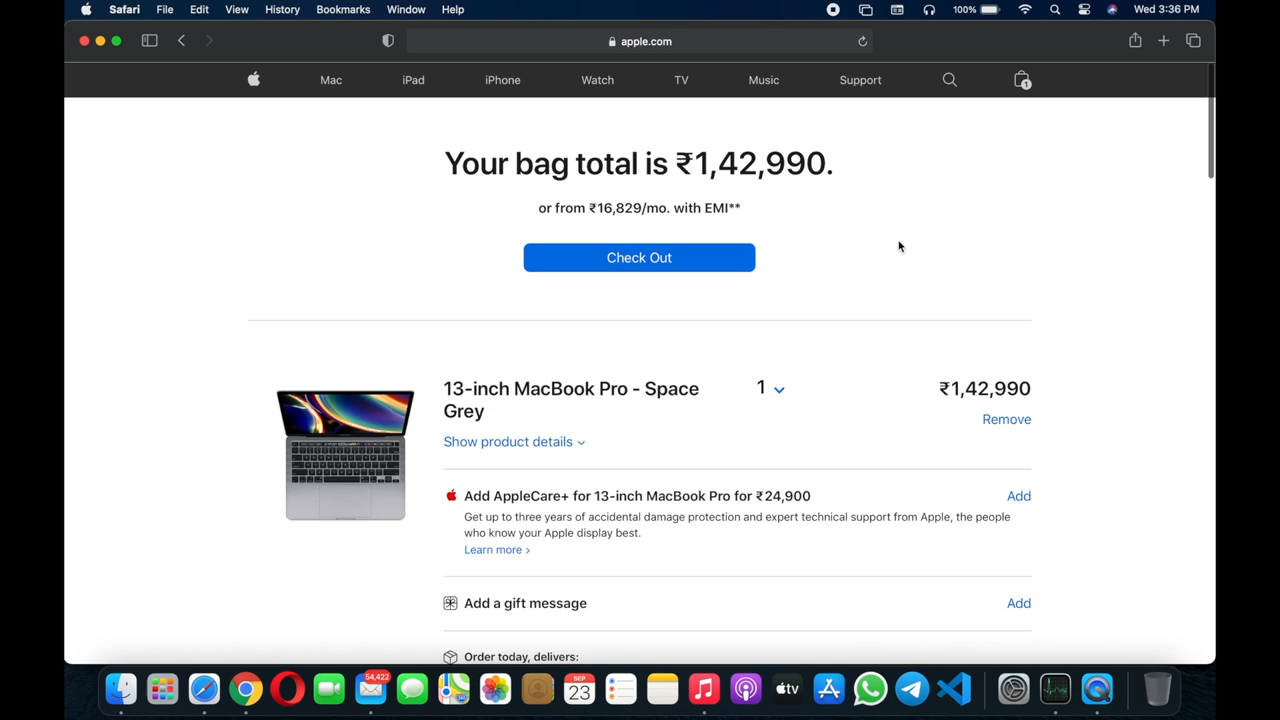 Safari File Edit View History Bookmarks Window Help 100% Wed 3:36 PM
apple.com
Mac iPad iPhone Watch TV Music Support 1
Your bag total is ₹1,42,990.
or from ₹16,829/mo. with EMI**
Check Out
13-inch MacBook Pro - Space 1 ₹1,42,990
Grey
Remove
Show product details
Add AppleCare+ for 13-inch MacBook Pro for ₹24,900 Add
Get up to three years of accidental damage protection and expert technical support from Apple, the people
who know your Apple display best.
Learn more >
Add a gift message Add
Order today, delivers:
54,422
SEP
23
tv